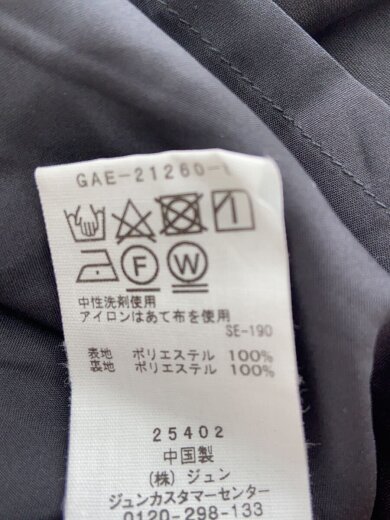 GAE-21260-1
F W
中性洗剤使用
アイロンはあて布を使用
SE-190
表地 ポリエステル 100%
裏地 ポリエステル 100%
25402
中国製
(株) ジュン
ジュンカスタマーセンター
0120-298-133